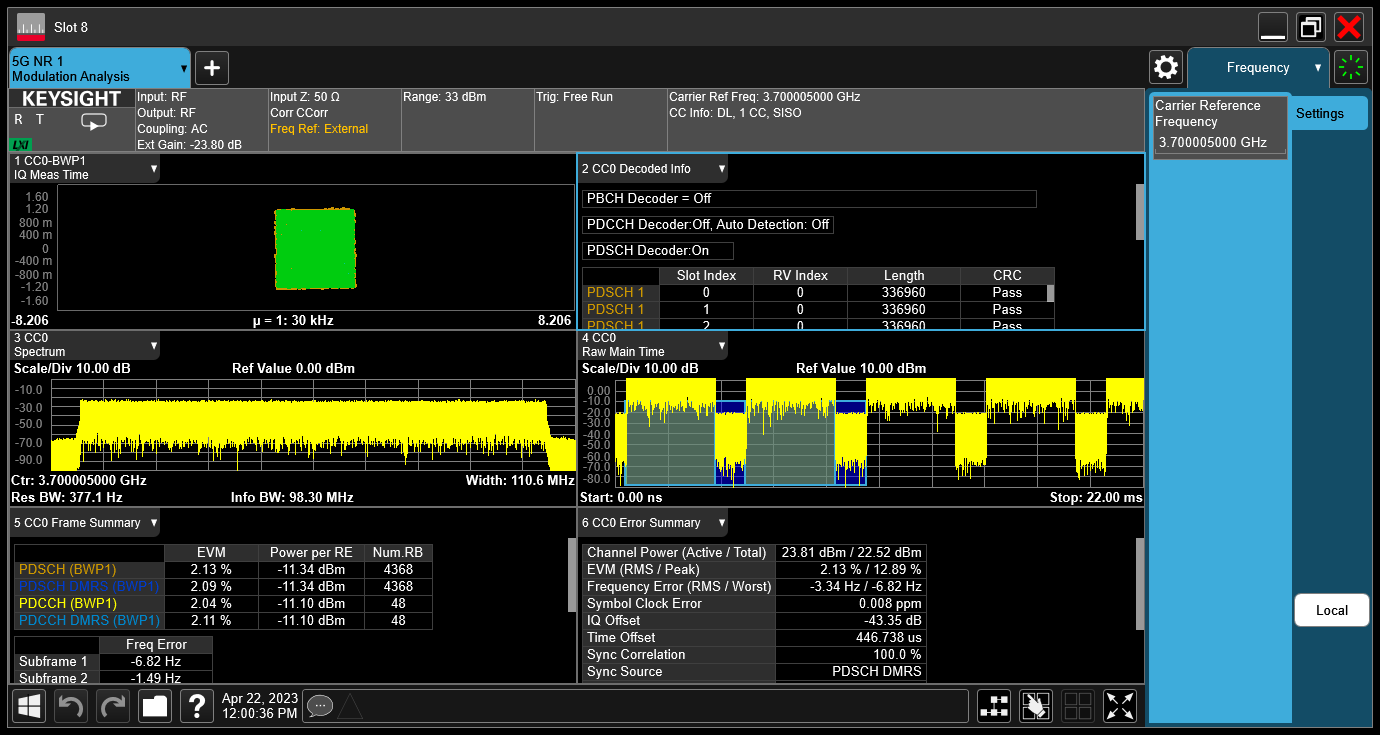 Slot 8
5G NR 1
Modulation Analysis
Frequency
KEYSIGHT
R T
LXI
Input: RF
Output: RF
Coupling: AC
Ext Gain: -23.80 dB
Input Z: 50 Ω
Corr CCorr
Freq Ref: External
Range: 33 dBm
Trig: Free Run
Carrier Ref Freq: 3.700005000 GHz
CC Info: DL, 1 CC, SISO
Carrier Reference
Frequency
3.700005000 GHz
Settings
1 CC0-BWP1
IQ Meas Time
1.60
1.20
800 m
400 m
0
-400 m
-800 m
-1.20
-1.60
-8.206 µ = 1: 30 kHz 8.206
2 CC0 Decoded Info
PBCH Decoder = Off
PDCCH Decoder:Off, Auto Detection: Off
PDSCH Decoder:On
Slot Index RV Index Length CRC
PDSCH 1 0 0 336960 Pass
PDSCH 1 1 0 336960 Pass
PDSCH 1 2 0 336960 Pass
3 CC0
Spectrum
Scale/Div 10.00 dB Ref Value 0.00 dBm
-10.0
-30.0
-50.0
-70.0
-90.0
Ctr: 3.700005000 GHz Width: 110.6 MHz
Res BW: 377.1 Hz Info BW: 98.30 MHz
4 CC0
Raw Main Time
Scale/Div 10.00 dB Ref Value 10.00 dBm
0.00
-10.0
-20.0
-30.0
-40.0
-50.0
-60.0
-70.0
-80.0
Start: 0.00 ns Stop: 22.00 ms
5 CC0 Frame Summary
EVM Power per RE Num.RB
PDSCH (BWP1) 2.13 % -11.34 dBm 4368
PDSCH DMRS (BWP1) 2.09 % -11.34 dBm 4368
PDCCH (BWP1) 2.04 % -11.10 dBm 48
PDCCH DMRS (BWP1) 2.11 % -11.10 dBm 48
Freq Error
Subframe 1 -6.82 Hz
Subframe 2 -1.49 Hz
6 CC0 Error Summary
Channel Power (Active / Total) 23.81 dBm / 22.52 dBm
EVM (RMS / Peak) 2.13 % / 12.89 %
Frequency Error (RMS / Worst) -3.34 Hz / -6.82 Hz
Symbol Clock Error 0.008 ppm
IQ Offset -43.35 dB
Time Offset 446.738 us
Sync Correlation 100.0 %
Sync Source PDSCH DMRS
Local
?
Apr 22, 2023
12:00:36 PM